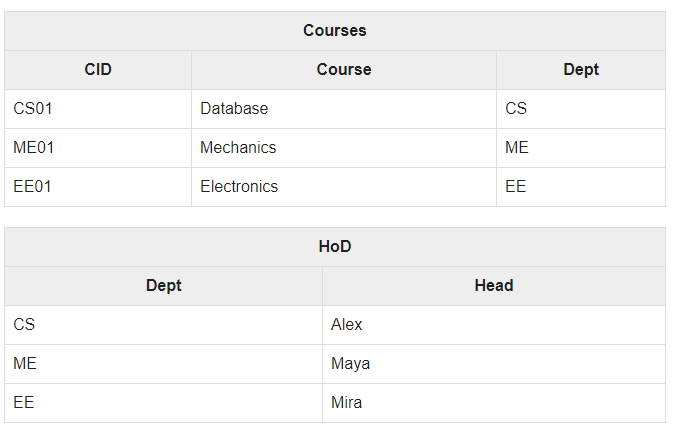 Courses
CID Course Dept
CS01 Database CS
ME01 Mechanics ME
EE01 Electronics EE
HoD
Dept Head
CS Alex
ME Maya
EE Mira